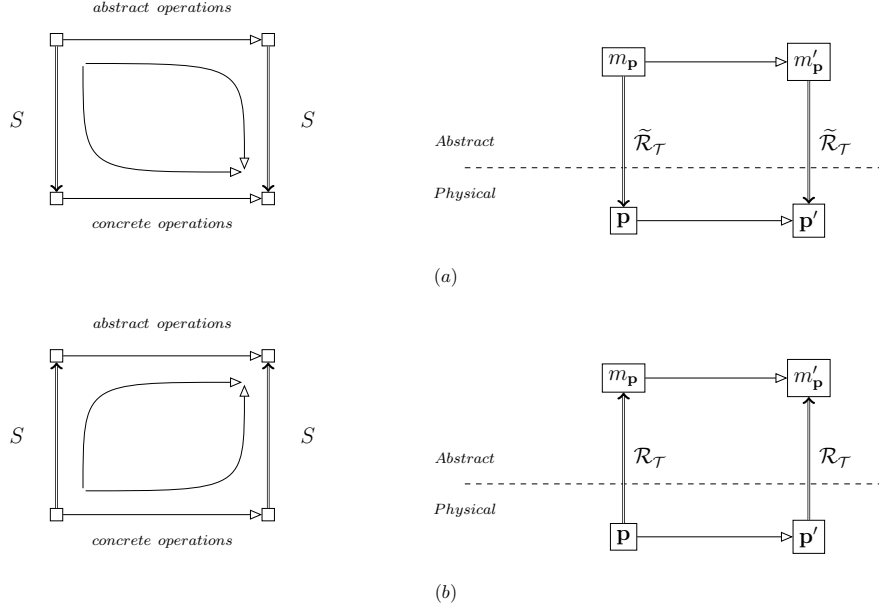 abstract operations
S
S
concrete operations
m_𝐩
m′_𝐩
Abstract
ℛ̃_𝒯
ℛ̃_𝒯
Physical
𝐩
𝐩′
(a)
abstract operations
S
S
concrete operations
m_𝐩
m′_𝐩
Abstract
ℛ_𝒯
ℛ_𝒯
Physical
𝐩
𝐩′
(b)